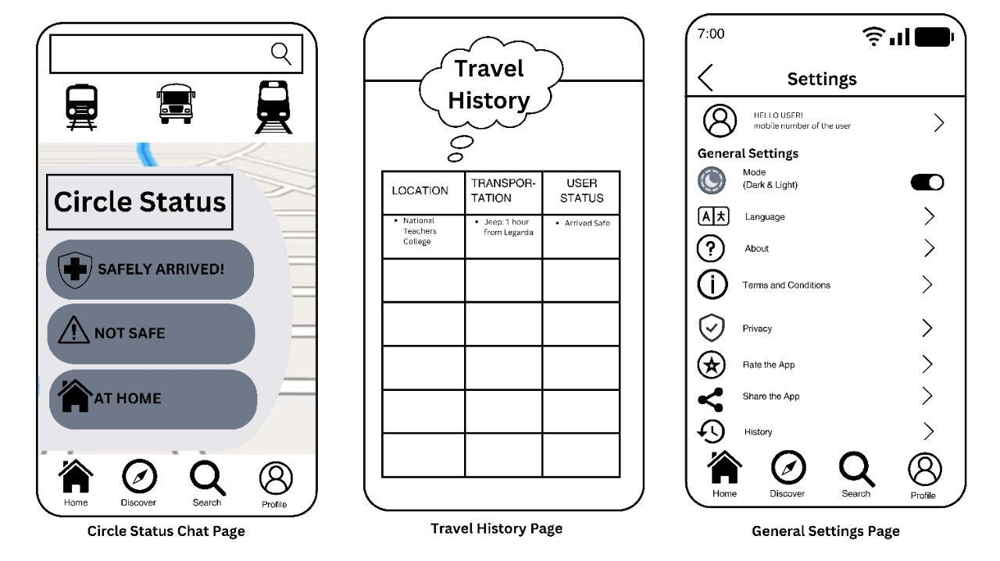 Circle Status
SAFELY ARRIVED!
NOT SAFE
AT HOME
Home
Discover
Search
Profile
Circle Status Chat Page
Travel
History
LOCATION
TRANSPOR-
TATION
USER
STATUS
• National
Teachers
College
• Jeep: 1 hour
from Legarda
• Arrived Safe
Travel History Page
7:00
Settings
HELLO USER!
mobile number of the user
General Settings
Mode
(Dark & Light)
A
Language
?
About
i
Terms and Conditions
Privacy
Rate the App
Share the App
History
Home
Discover
Search
Profile
General Settings Page